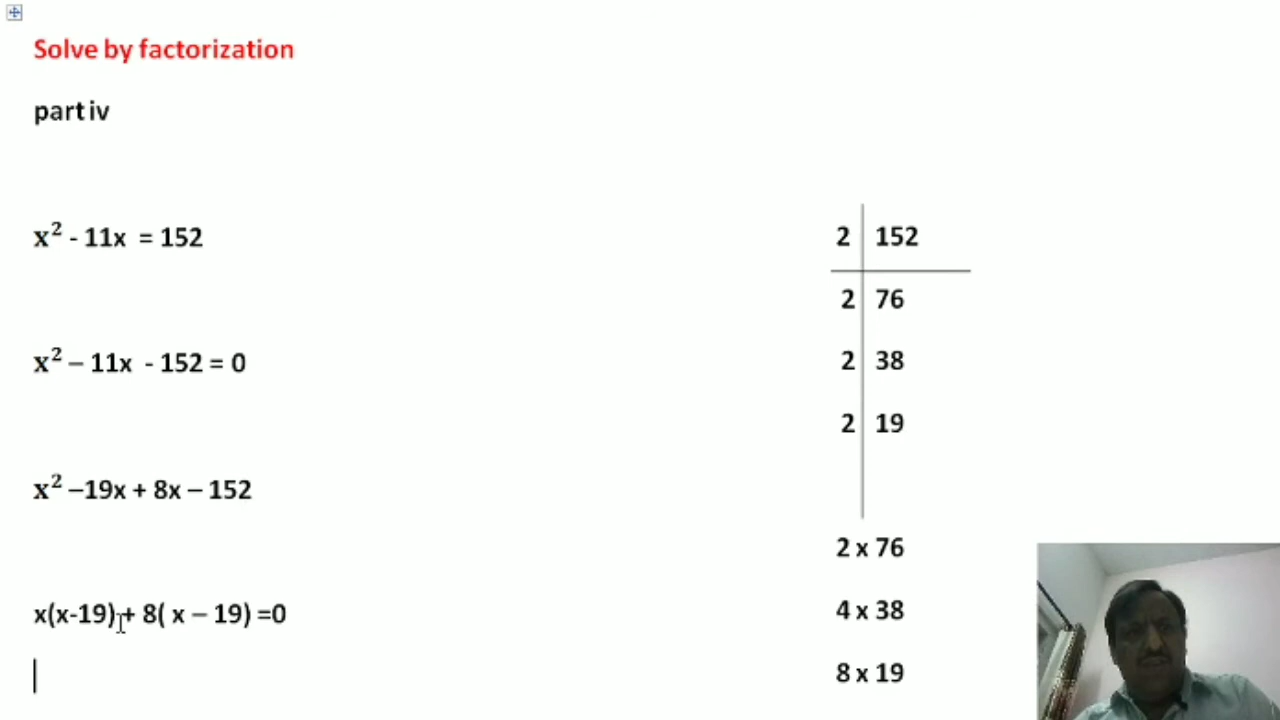 Solve by factorization
part iv
x² - 11x = 152
x² – 11x - 152 = 0
x² –19x + 8x – 152
x(x-19) + 8( x – 19) =0
2 152
2 76
2 38
2 19
2 x 76
4 x 38
8 x 19